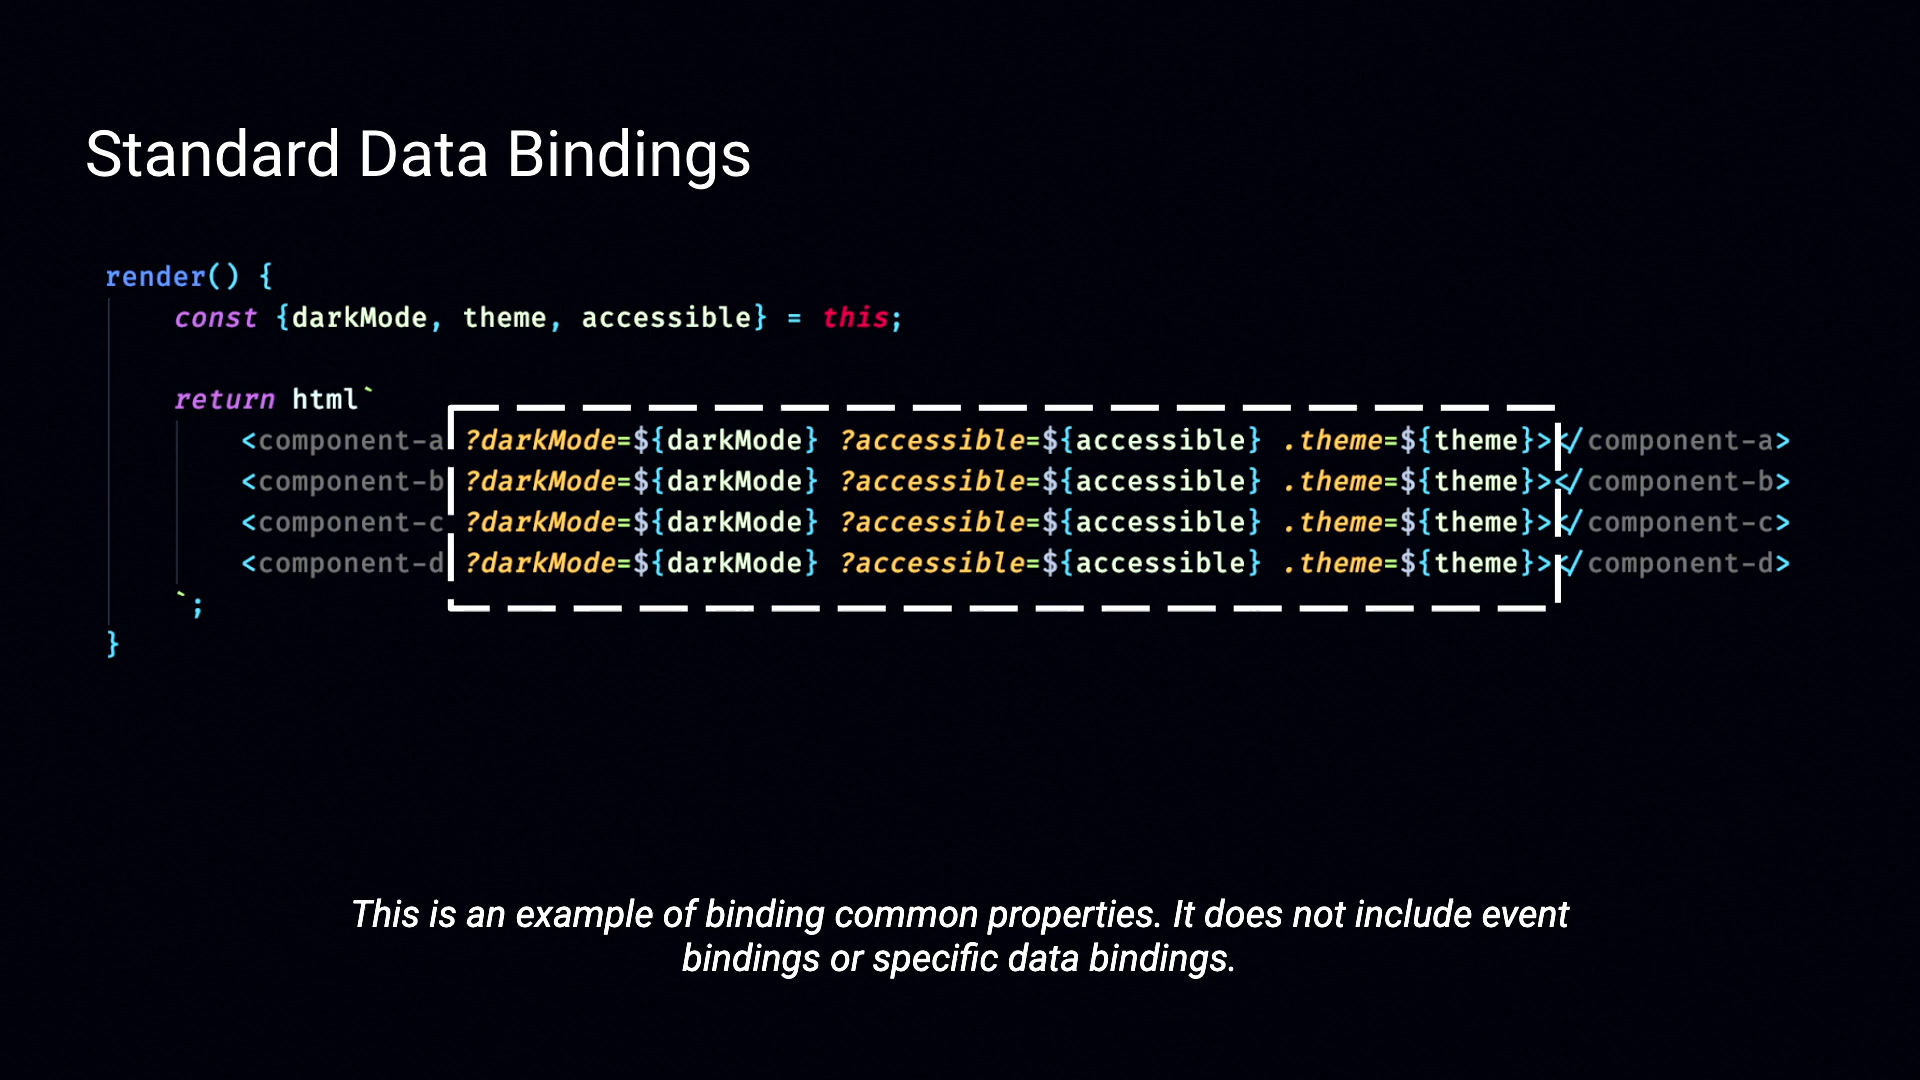 Standard Data Bindings
render() {
const {darkMode, theme, accessible} = this;
return html`
<component-a ?darkMode=${darkMode} ?accessible=${accessible} .theme=${theme}></component-a>
<component-b ?darkMode=${darkMode} ?accessible=${accessible} .theme=${theme}></component-b>
<component-c ?darkMode=${darkMode} ?accessible=${accessible} .theme=${theme}></component-c>
<component-d ?darkMode=${darkMode} ?accessible=${accessible} .theme=${theme}></component-d>
`;
}
This is an example of binding common properties. It does not include event
bindings or specific data bindings.